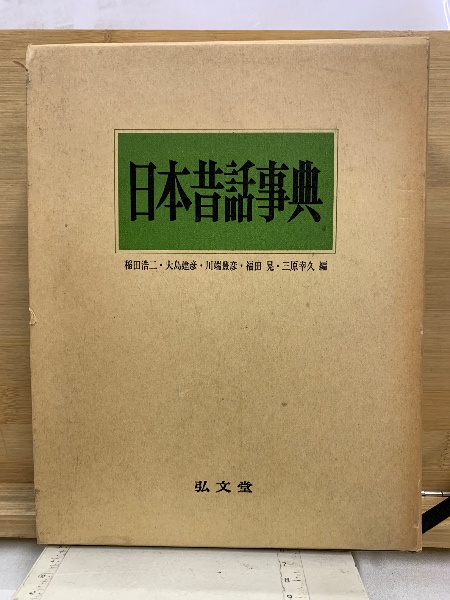 日本昔話事典
稲田浩二・大島建彦・川端豊彦・福田 晃・三原幸久 編
弘文堂